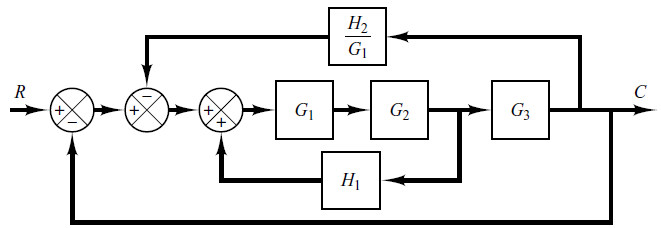 H₂
G₁
R
C
+
−
+
−
+
+
G₁
G₂
G₃
H₁